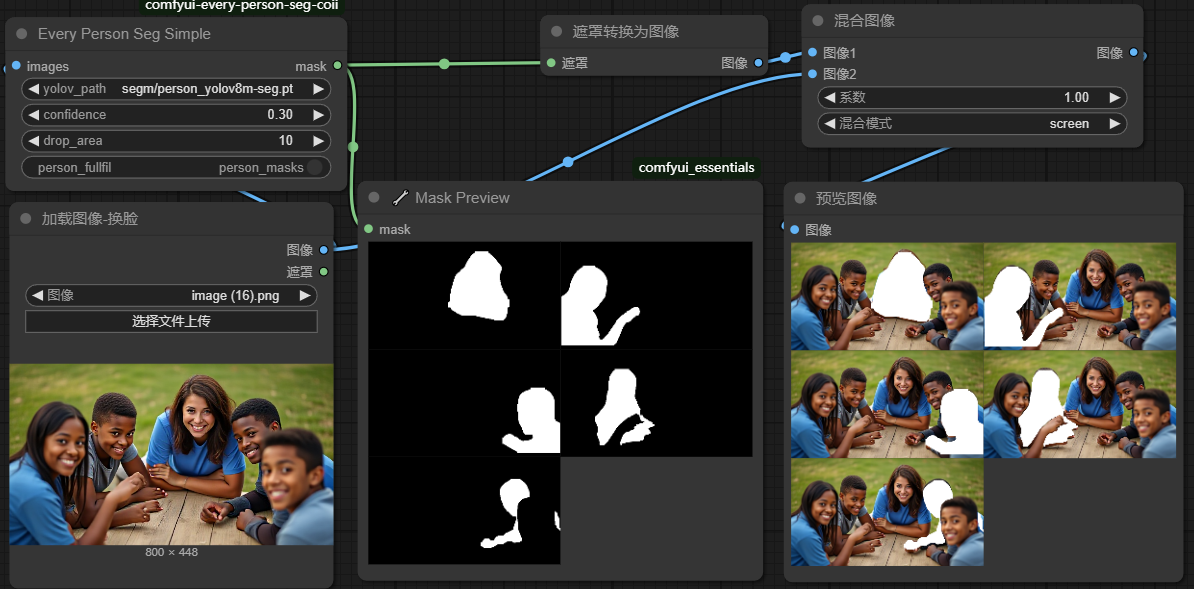 comfyui-every-person-seg-coii
Every Person Seg Simple
images
mask
yolov_path segm/person_yolov8m-seg.pt
confidence 0.30
drop_area 10
person_fullfil person_masks
遮罩转换为图像
遮罩
图像
混合图像
图像1
图像
图像2
系数 1.00
混合模式 screen
加载图像-换脸
图像
遮罩
图像 image (16).png
选择文件上传
800 × 448
comfyui_essentials
Mask Preview
mask
预览图像
图像